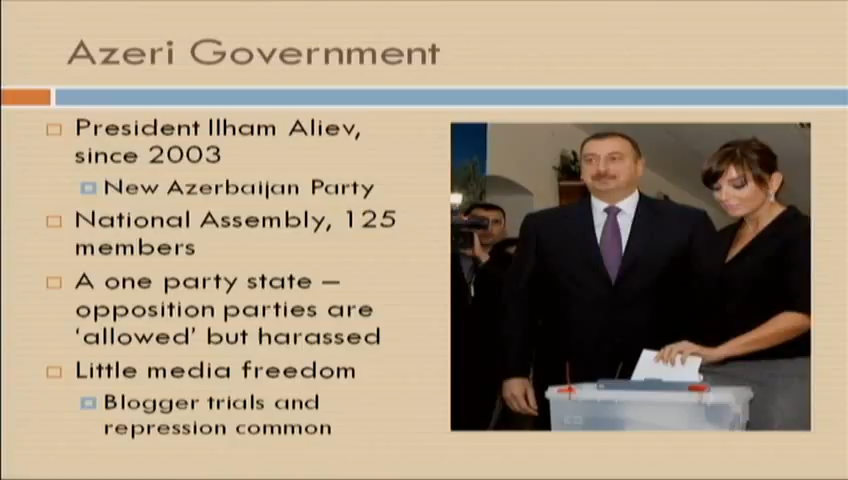 Azeri Government
President Ilham Aliev,
since 2003
New Azerbaijan Party
National Assembly, 125
members
A one party state –
opposition parties are
‘allowed’ but harassed
Little media freedom
Blogger trials and
repression common